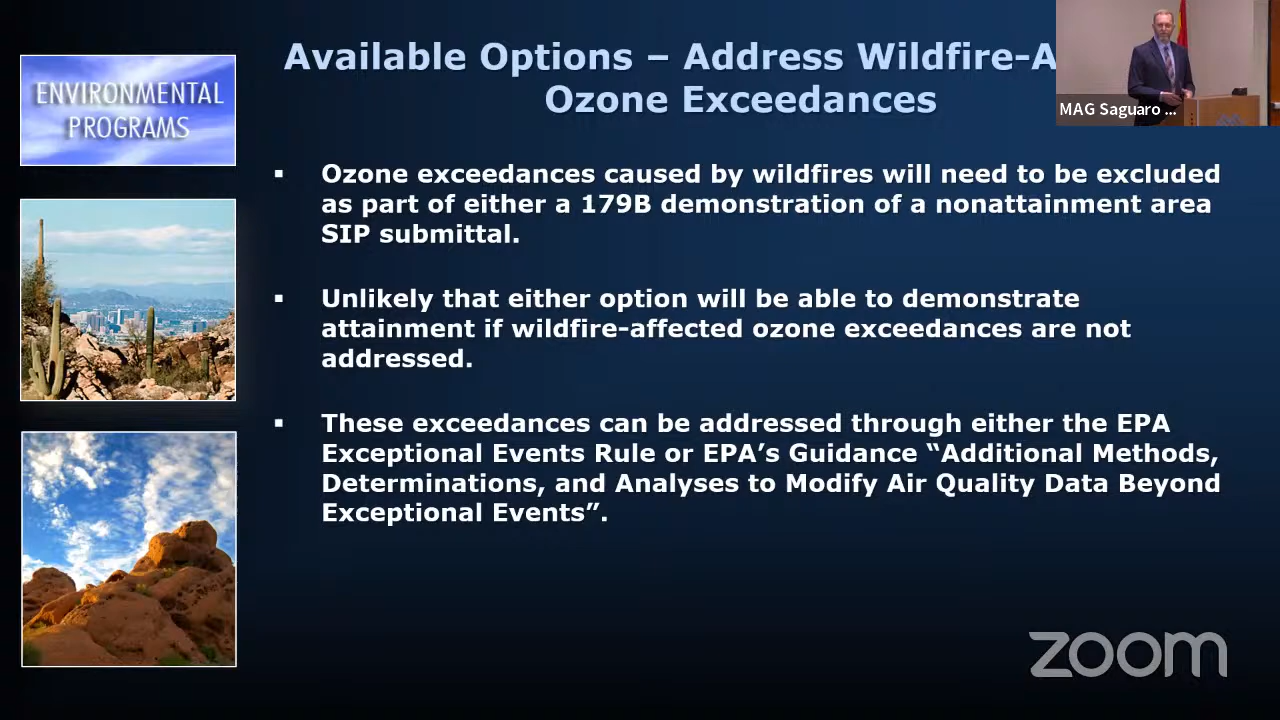 Available Options – Address Wildfire-A
Ozone Exceedances
MAG Saguaro ...
ENVIRONMENTAL
PROGRAMS
▪ Ozone exceedances caused by wildfires will need to be excluded
as part of either a 179B demonstration of a nonattainment area
SIP submittal.
▪ Unlikely that either option will be able to demonstrate
attainment if wildfire-affected ozone exceedances are not
addressed.
▪ These exceedances can be addressed through either the EPA
Exceptional Events Rule or EPA’s Guidance “Additional Methods,
Determinations, and Analyses to Modify Air Quality Data Beyond
Exceptional Events”.
zoom